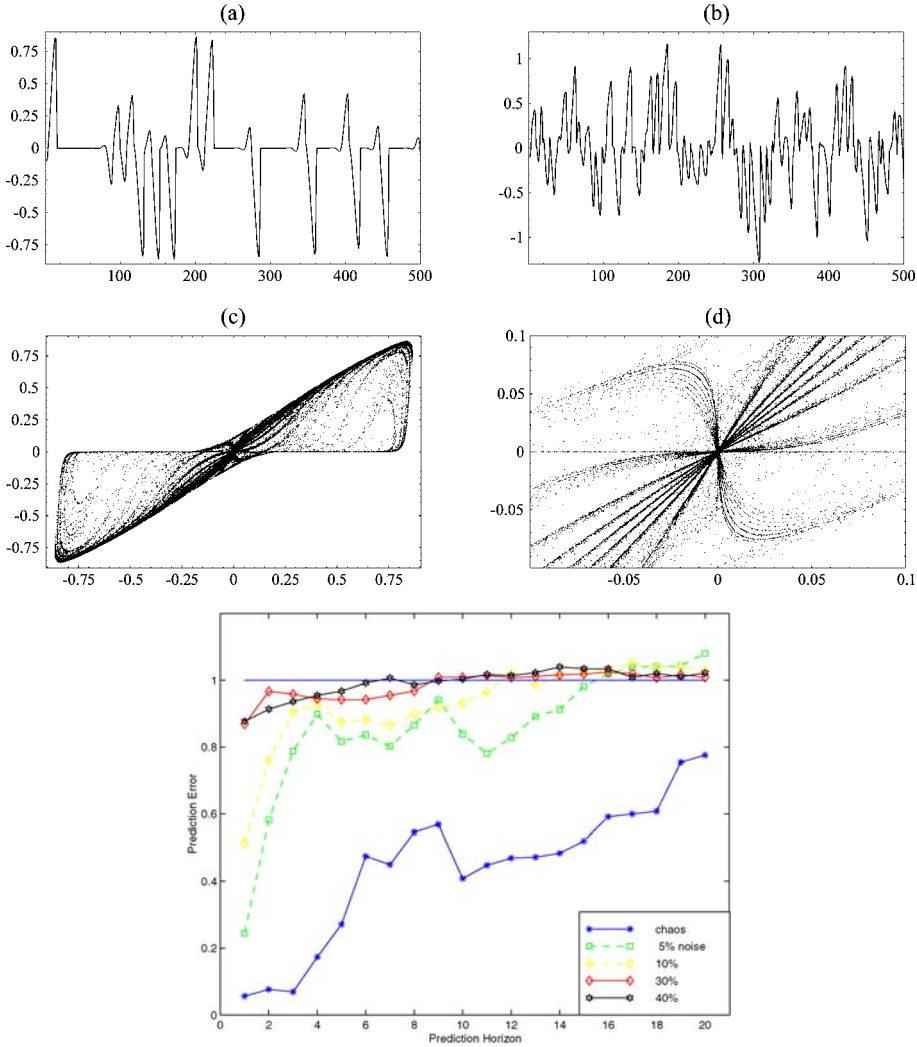 (a)
0.75
0.5
0.25
0
-0.25
-0.5
-0.75
100 200 300 400 500
(b)
1
0.5
0
-0.5
-1
100 200 300 400 500
(c)
0.75
0.5
0.25
0
-0.25
-0.5
-0.75
-0.75 -0.5 -0.25 0 0.25 0.5 0.75
(d)
0.1
0.05
0
-0.05
-0.05 0 0.05 0.1
Prediction Error
1
0.8
0.6
0.4
0.2
0
0 2 4 6 8 10 12 14 16 18 20
Prediction Horizon
chaos
5% noise
10%
30%
40%